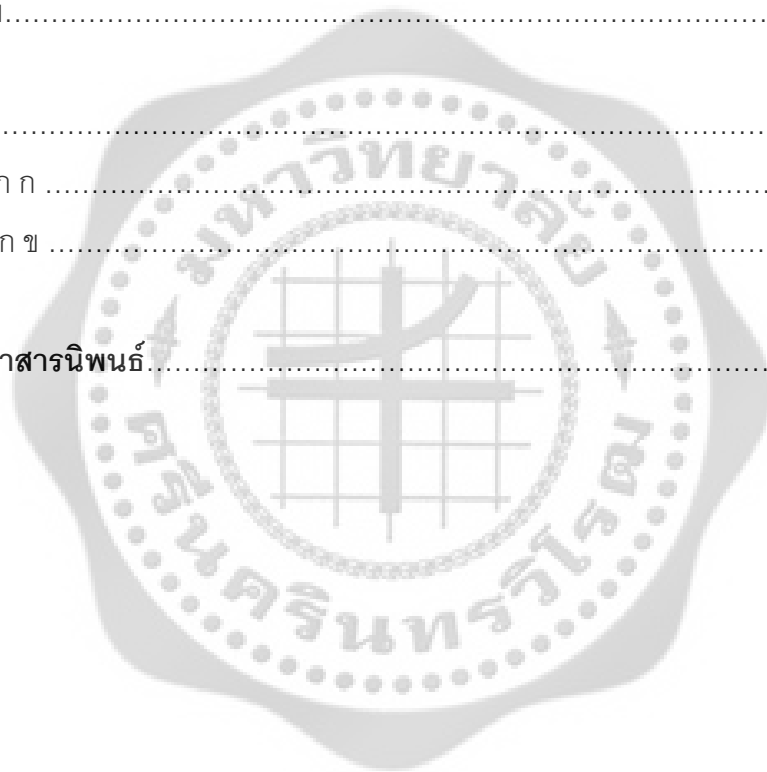 ก ก
ก ข
าสารนิพนธ์
มหาวิทยาลัย
ศรีนครินทรวิโรฒ